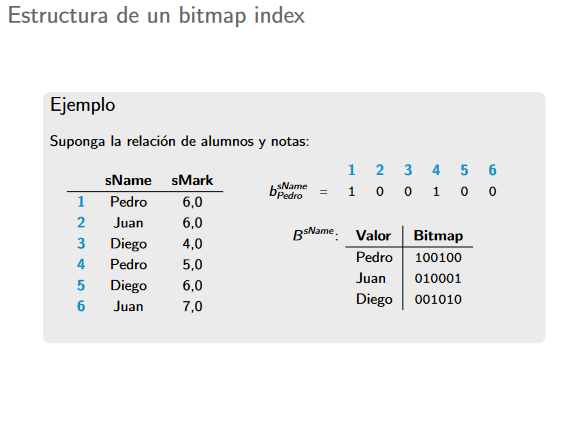 Estructura de un bitmap index
Ejemplo
Suponga la relación de alumnos y notas:
sName sMark
1 Pedro 6,0
2 Juan 6,0
3 Diego 4,0
4 Pedro 5,0
5 Diego 6,0
6 Juan 7,0
1 2 3 4 5 6
b^sName_Pedro = 1 0 0 1 0 0
B^sName: Valor Bitmap
Pedro 100100
Juan 010001
Diego 001010